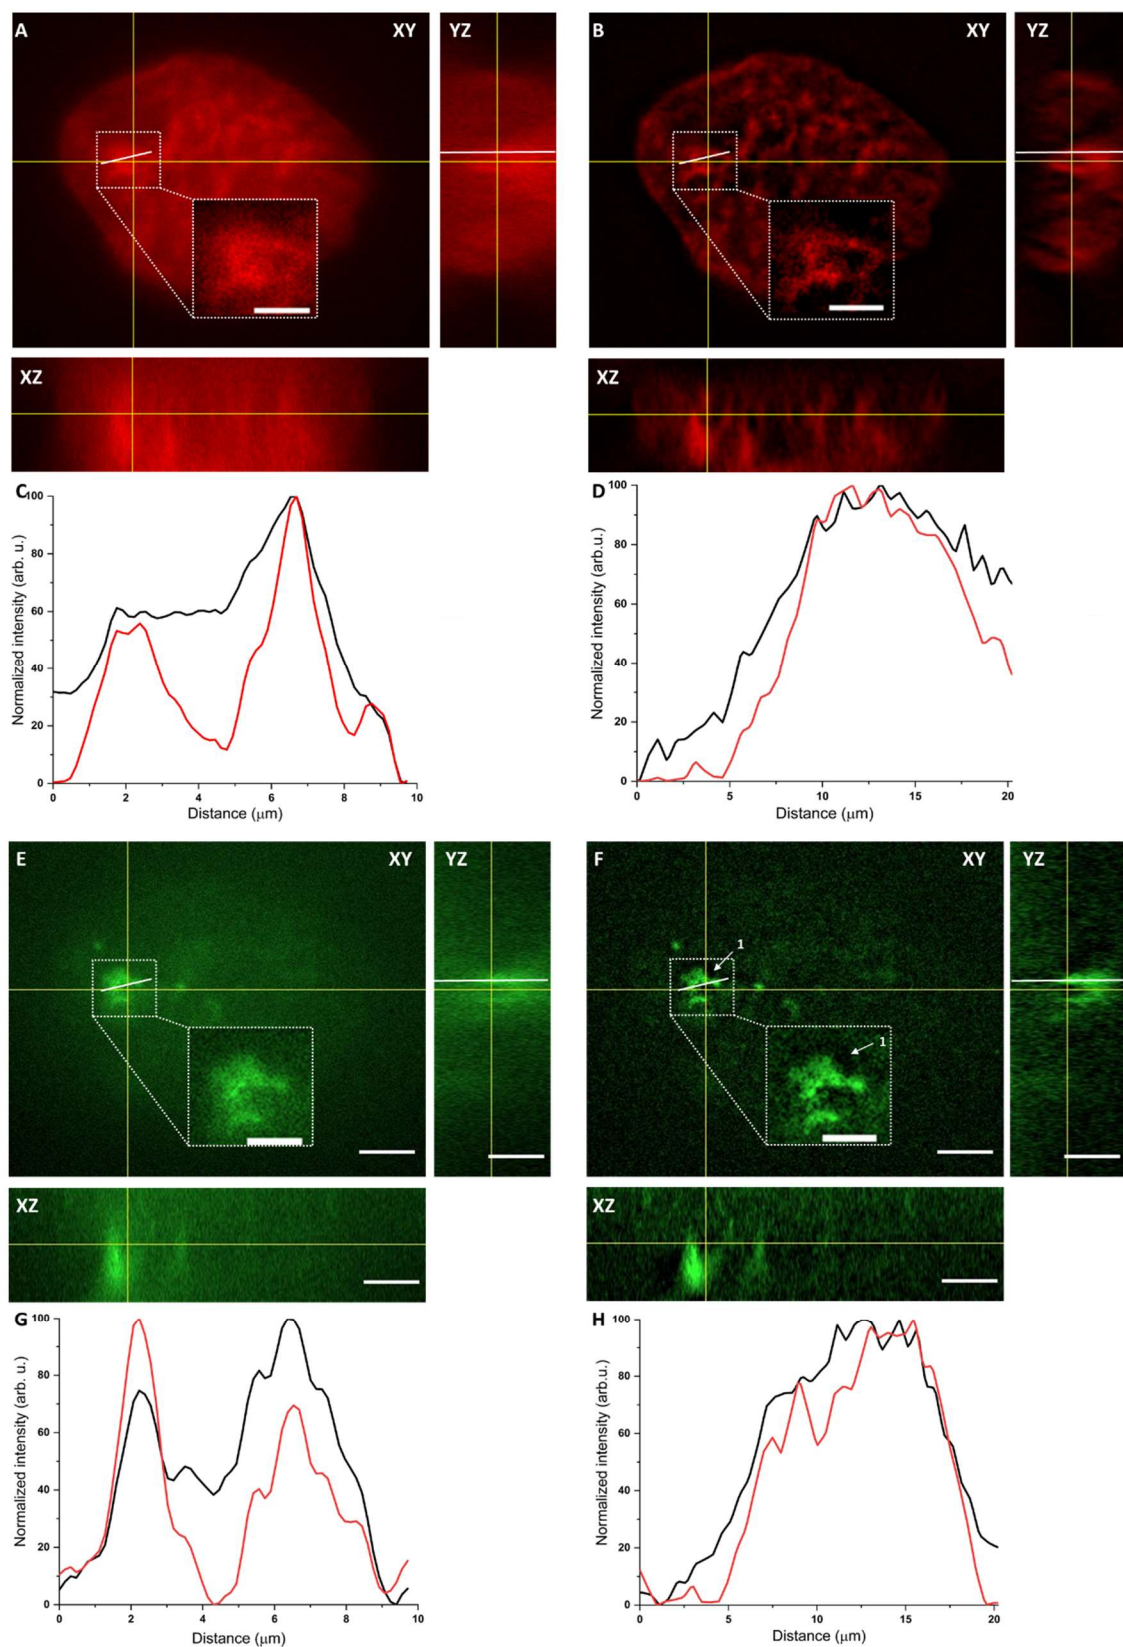 A XY YZ
B XY YZ
XZ
XZ
C
100
80
60
40
20
0
0 2 4 6 8 10
Distance (μm)
Normalized intensity (arb. u.)
D
100
80
60
40
20
0
0 5 10 15 20
Distance (μm)
Normalized intensity (arb.u.)
E XY YZ
F XY YZ
1
1
XZ
XZ
G
100
80
60
40
20
0
0 2 4 6 8 10
Distance (μm)
Normalized intensity (arb. u.)
H
100
80
60
40
20
0
0 5 10 15 20
Distance (μm)
Normalized intensity (arb.u.)